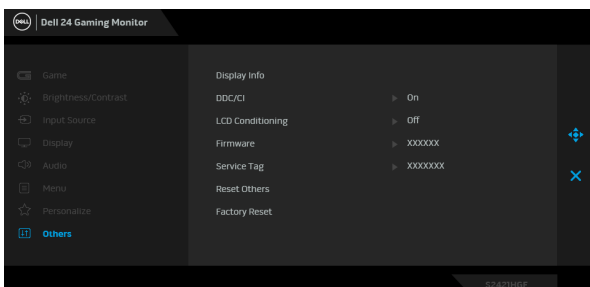 DELL Dell 24 Gaming Monitor
Game
Brightness/Contrast
Input Source
Display
Audio
Menu
Personalize
Others
Display Info
DDC/CI On
LCD Conditioning Off
Firmware XXXXXX
Service Tag XXXXXXX
Reset Others
Factory Reset
S2421HGF